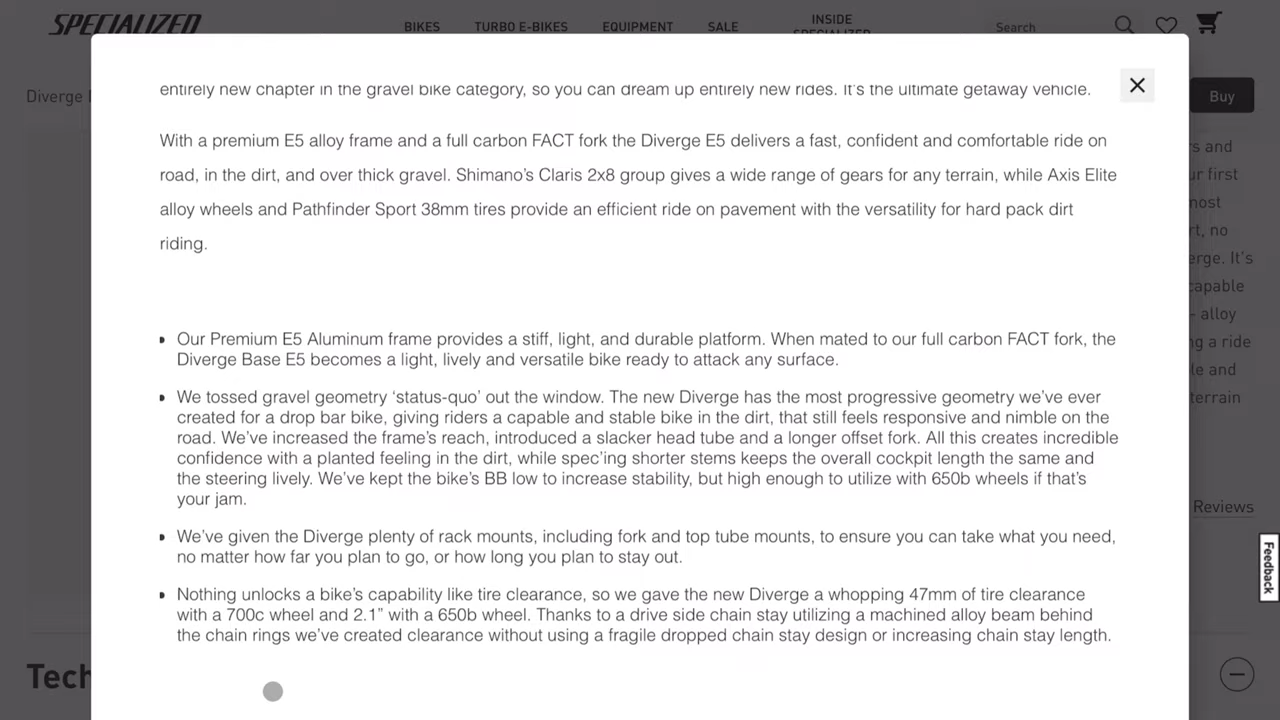 SPECIALIZED
BIKES
TURBO E-BIKES
EQUIPMENT
SALE
INSIDE
SPECIALIZED
Search
Diverge
Buy
entirely new chapter in the gravel bike category, so you can dream up entirely new rides. It's the ultimate getaway vehicle.
With a premium E5 alloy frame and a full carbon FACT fork the Diverge E5 delivers a fast, confident and comfortable ride on
road, in the dirt, and over thick gravel. Shimano's Claris 2x8 group gives a wide range of gears for any terrain, while Axis Elite
alloy wheels and Pathfinder Sport 38mm tires provide an efficient ride on pavement with the versatility for hard pack dirt
riding.
Our Premium E5 Aluminum frame provides a stiff, light, and durable platform. When mated to our full carbon FACT fork, the
Diverge Base E5 becomes a light, lively and versatile bike ready to attack any surface.
We tossed gravel geometry ‘status-quo’ out the window. The new Diverge has the most progressive geometry we’ve ever
created for a drop bar bike, giving riders a capable and stable bike in the dirt, that still feels responsive and nimble on the
road. We’ve increased the frame’s reach, introduced a slacker head tube and a longer offset fork. All this creates incredible
confidence with a planted feeling in the dirt, while spec’ing shorter stems keeps the overall cockpit length the same and
the steering lively. We’ve kept the bike’s BB low to increase stability, but high enough to utilize with 650b wheels if that’s
your jam.
We’ve given the Diverge plenty of rack mounts, including fork and top tube mounts, to ensure you can take what you need,
no matter how far you plan to go, or how long you plan to stay out.
Nothing unlocks a bike’s capability like tire clearance, so we gave the new Diverge a whopping 47mm of tire clearance
with a 700c wheel and 2.1” with a 650b wheel. Thanks to a drive side chain stay utilizing a machined alloy beam behind
the chain rings we’ve created clearance without using a fragile dropped chain stay design or increasing chain stay length.
s and
ur first
most
rt, no
erge. It's
capable
- alloy
ng a ride
le and
terrain
Reviews
Feedback
Tech